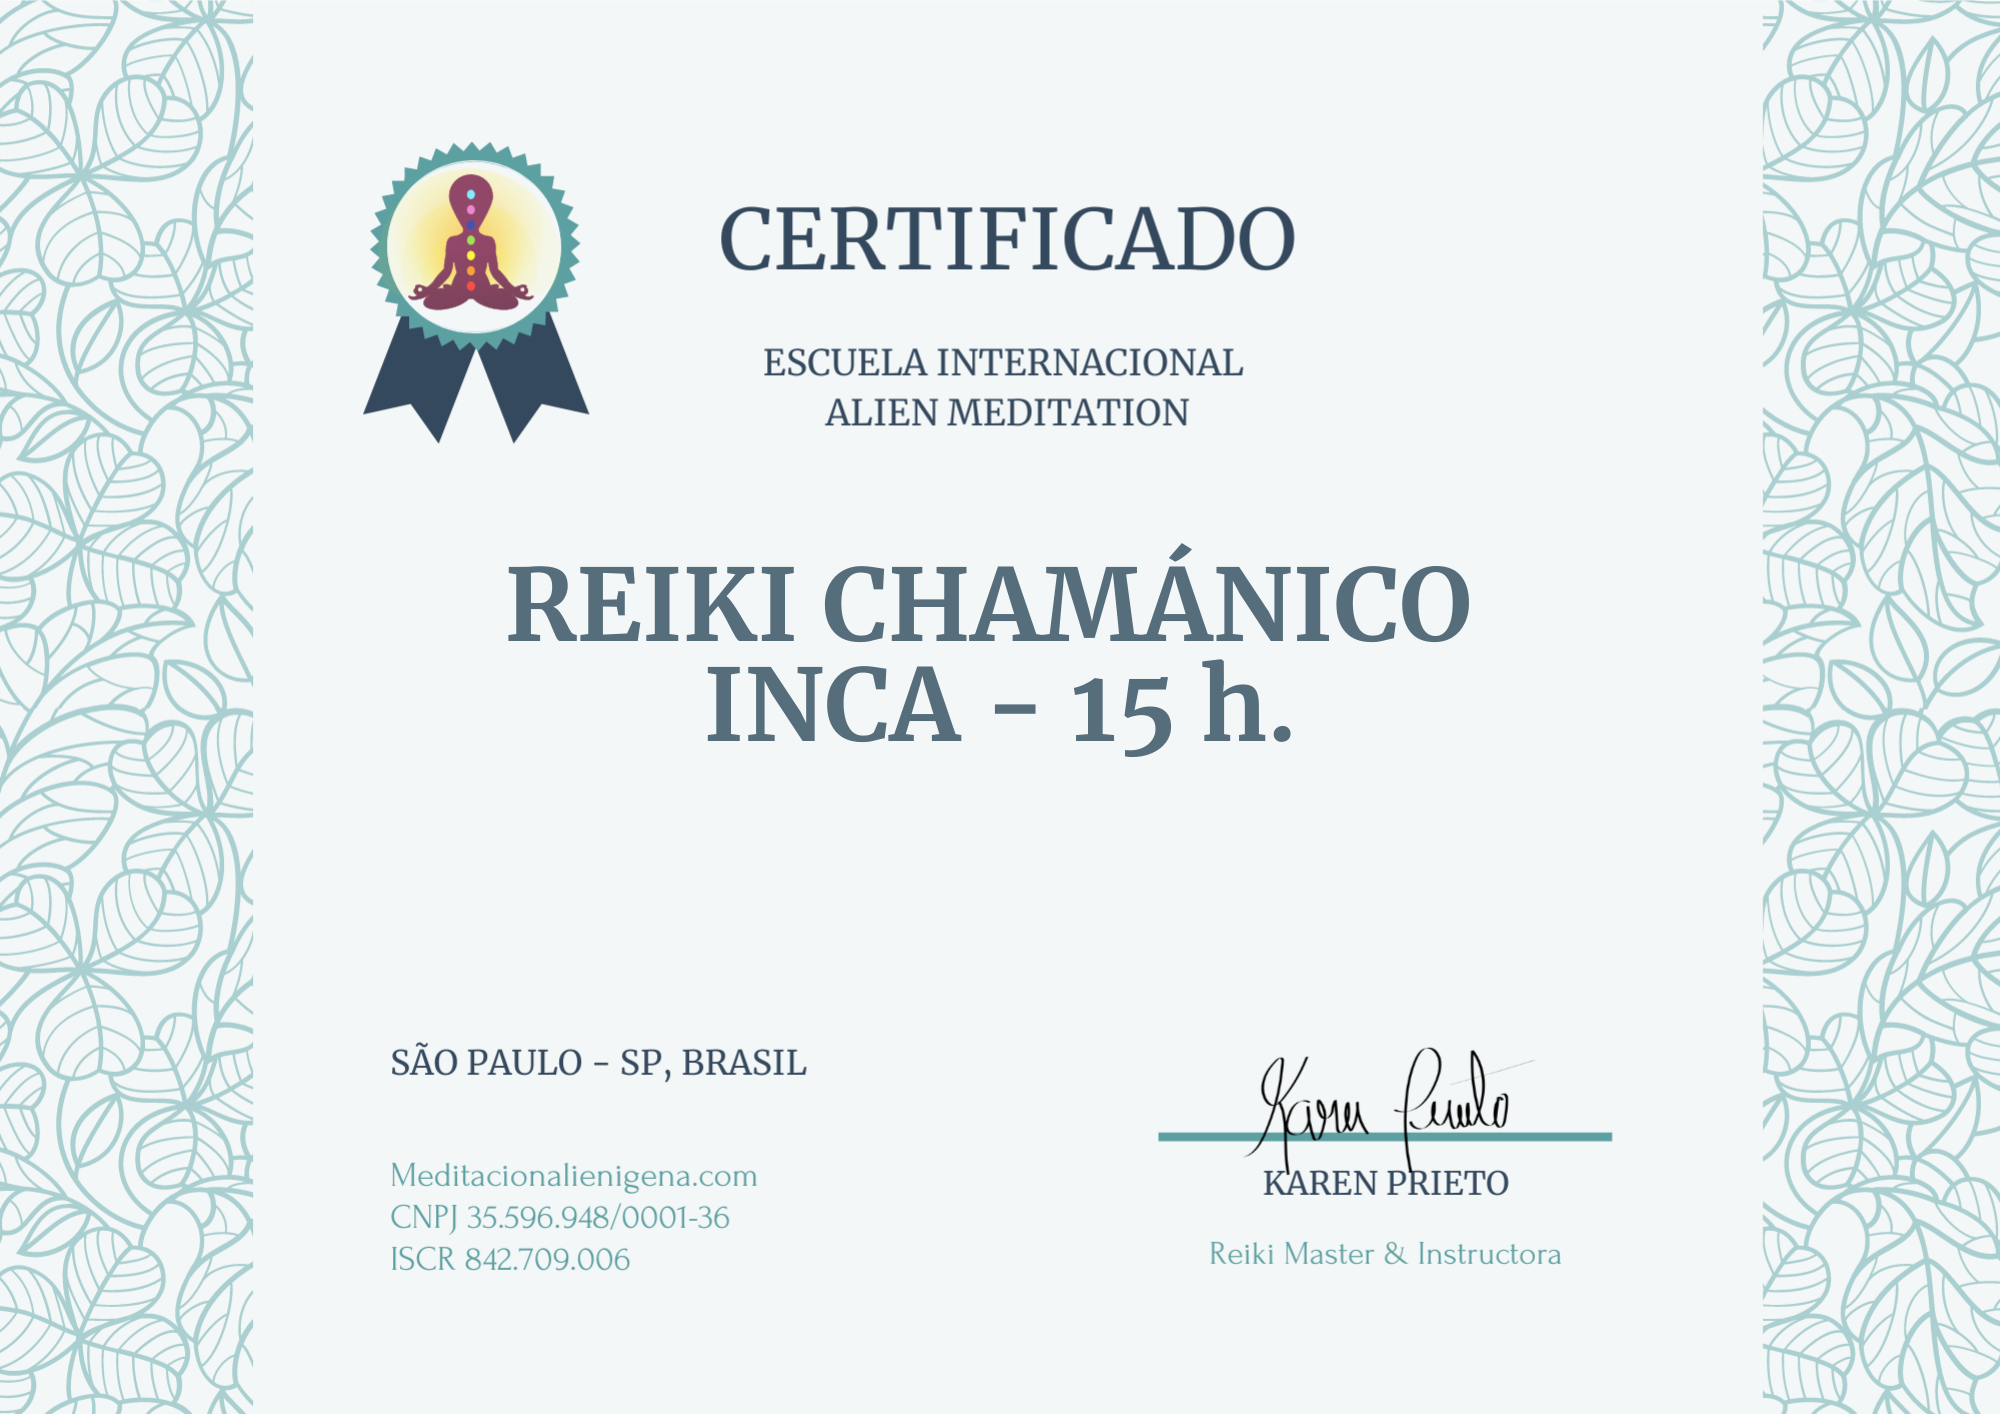 CERTIFICADO
ESCUELA INTERNACIONAL
ALIEN MEDITATION
REIKI CHAMÁNICO
INCA - 15 h.
SÃO PAULO - SP, BRASIL
Meditacionalienigena.com
CNPJ 35.596.948/0001-36
ISCR 842.709.006
Karen Prieto
KAREN PRIETO
Reiki Master & Instructora